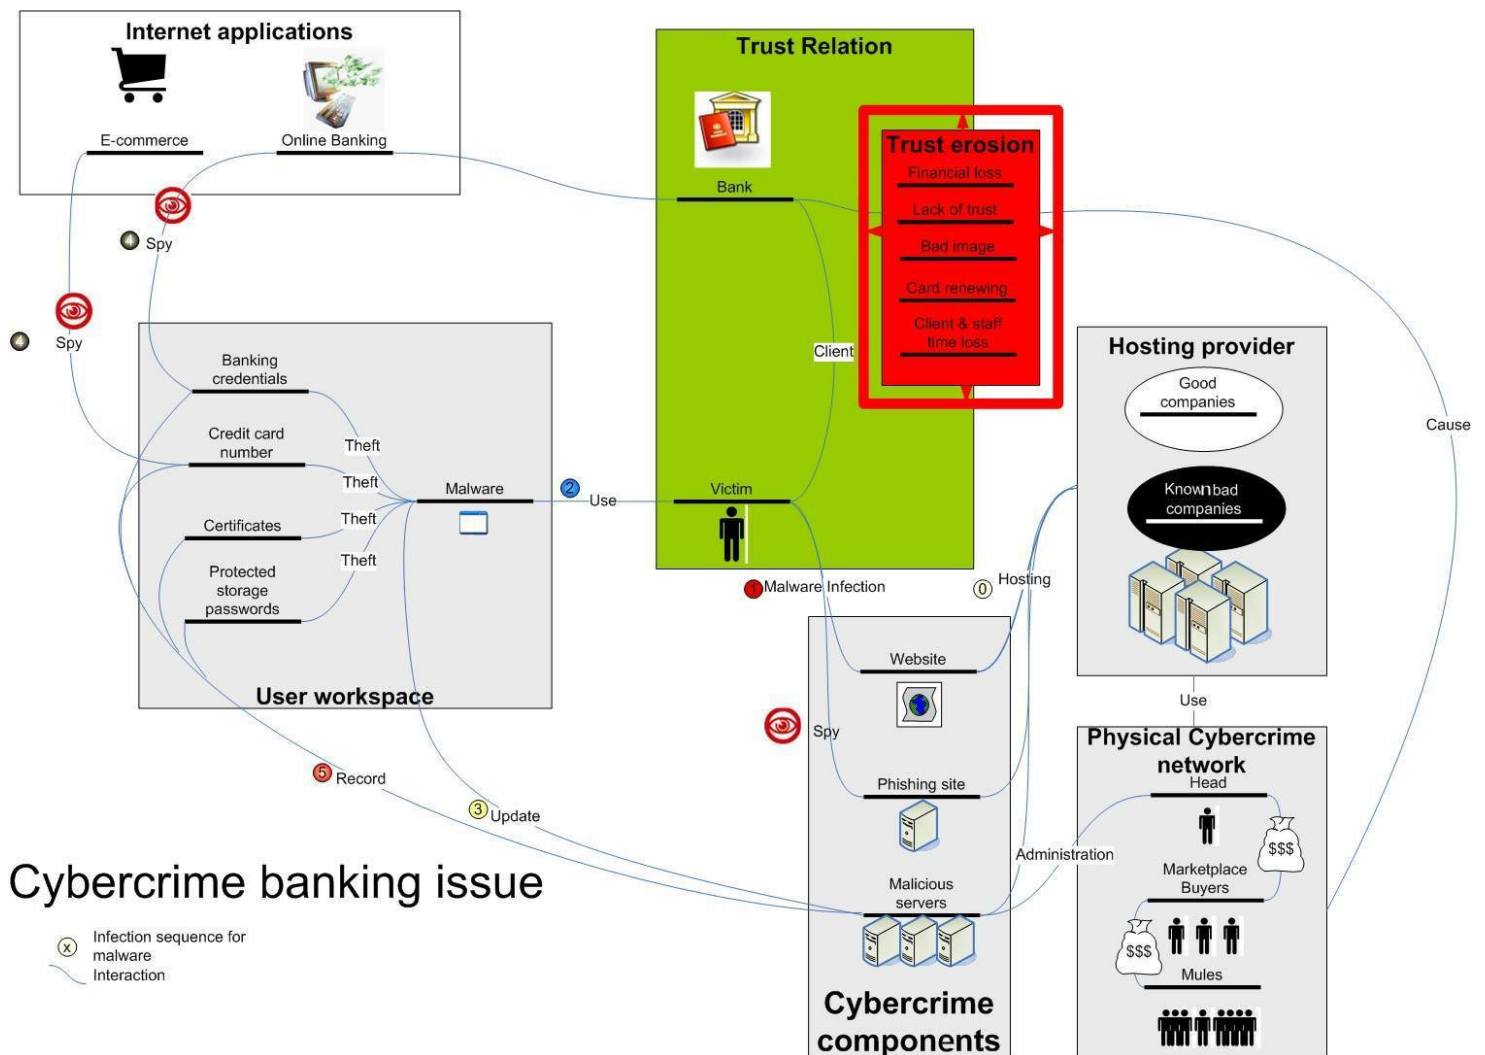 Internet applications
E-commerce
Online Banking
4
Spy
4
Spy
Trust Relation
Bank
Client
Victim
Trust erosion
Financial loss
Lack of trust
Bad image
Card renewing
Client & staff
time loss
Cause
Hosting provider
Good
companies
Known bad
companies
Use
Banking
credentials
Credit card
number
Certificates
Protected
storage
passwords
Theft
Theft
Theft
Theft
Malware
User workspace
2
Use
1
Malware Infection
0
Hosting
Website
Spy
Phishing site
Malicious
servers
Cybercrime
components
Administration
Physical Cybercrime
network
Head
$$$
Marketplace
Buyers
$$$
Mules
5
Record
3
Update
Cybercrime banking issue
x
Infection sequence for
malware
Interaction